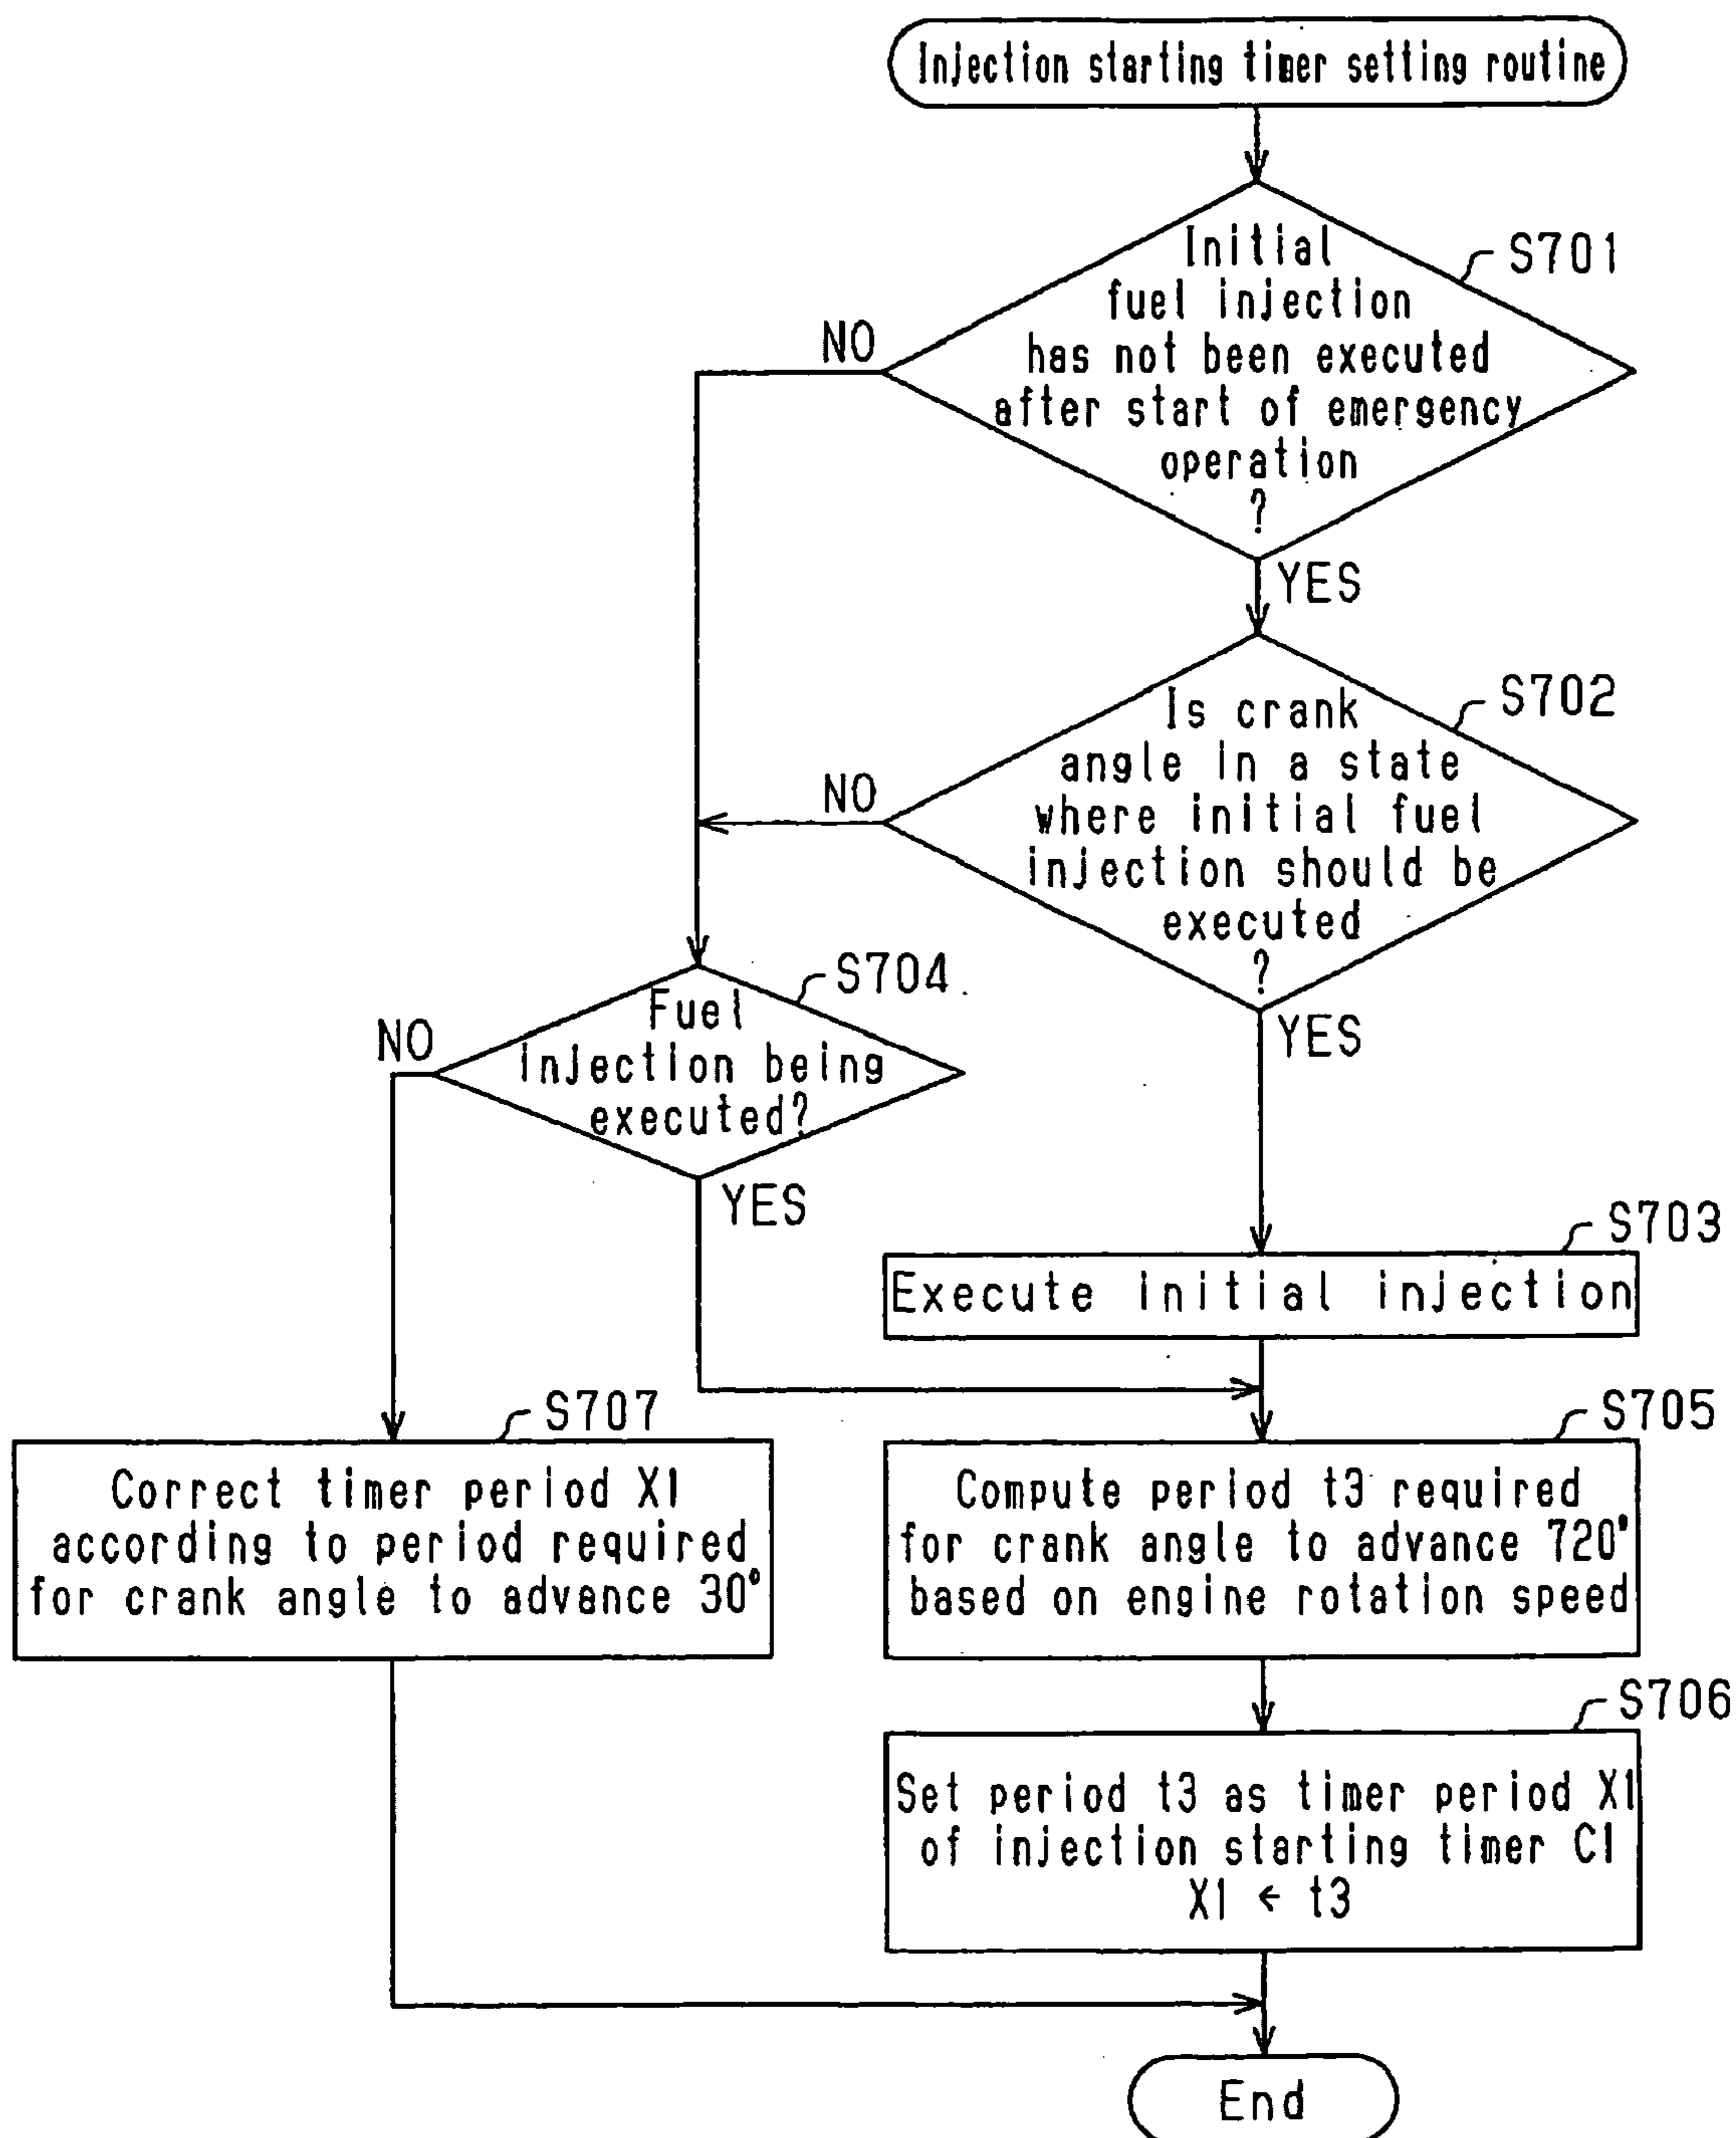 Injection starting timer setting routine
S701
Initial
fuel injection
has not been executed
after start of emergency
operation
?
NO
YES
S702
Is crank
angle in a state
where initial fuel
injection should be
executed
?
NO
YES
S704
Fuel
injection being
executed?
NO
YES
S703
Execute initial injection
S707
Correct timer period X1
according to period required
for crank angle to advance 30°
S705
Compute period t3 required
for crank angle to advance 720°
based on engine rotation speed
S706
Set period t3 as timer period X1
of injection starting timer C1
X1 ← t3
End